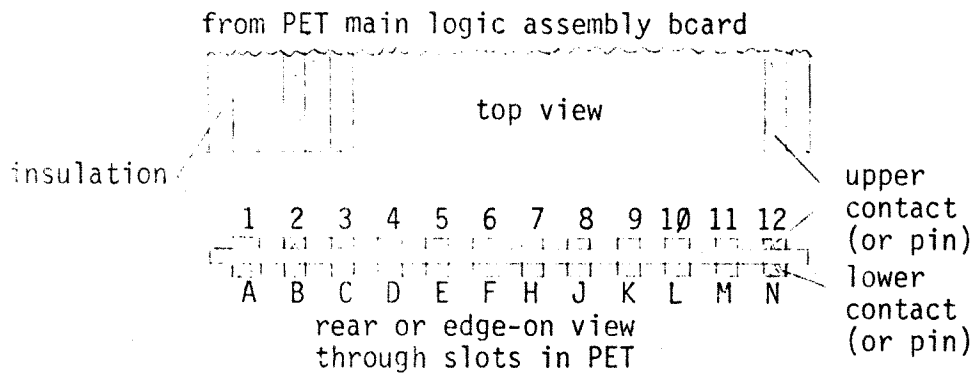 from PET main logic assembly board
top view
insulation
upper
contact
(or pin)
1 2 3 4 5 6 7 8 9 1Ø 11 12
A B C D E F H J K L M N
lower
contact
(or pin)
rear or edge-on view
through slots in PET